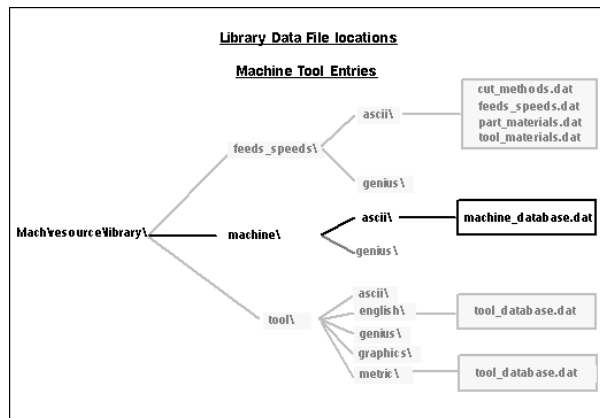 Library Data File locations
Machine Tool Entries
cut_methods.dat
feeds_speeds.dat
part_materials.dat
tool_materials.dat
ascii\
feeds_speeds\
genius\
Mach\resource\library\
machine\
ascii\
machine_database.dat
genius\
tool\
ascii\
english\
tool_database.dat
genius\
graphics\
metric\
tool_database.dat